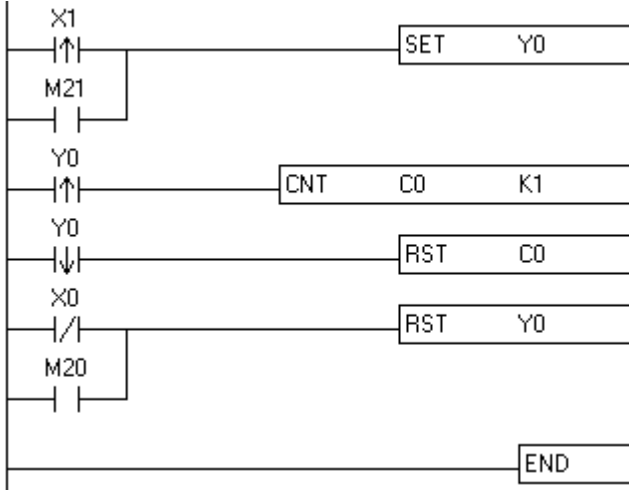 X1
SET Y0
M21
Y0
CNT C0 K1
Y0
RST C0
X0
RST Y0
M20
END